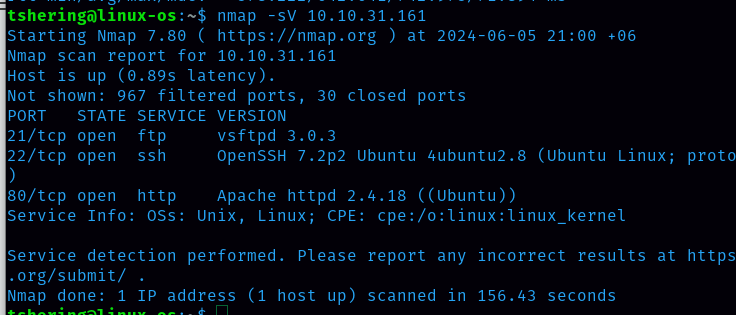 tshering@linux-os:~$ nmap -sV 10.10.31.161
Starting Nmap 7.80 ( https://nmap.org ) at 2024-06-05 21:00 +06
Nmap scan report for 10.10.31.161
Host is up (0.89s latency).
Not shown: 967 filtered ports, 30 closed ports
PORT   STATE SERVICE VERSION
21/tcp open  ftp     vsftpd 3.0.3
22/tcp open  ssh     OpenSSH 7.2p2 Ubuntu 4ubuntu2.8 (Ubuntu Linux; proto
)
80/tcp open  http    Apache httpd 2.4.18 ((Ubuntu))
Service Info: OSs: Unix, Linux; CPE: cpe:/o:linux:linux_kernel
Service detection performed. Please report any incorrect results at https
.org/submit/ .
Nmap done: 1 IP address (1 host up) scanned in 156.43 seconds
tshering@linux-os:~$